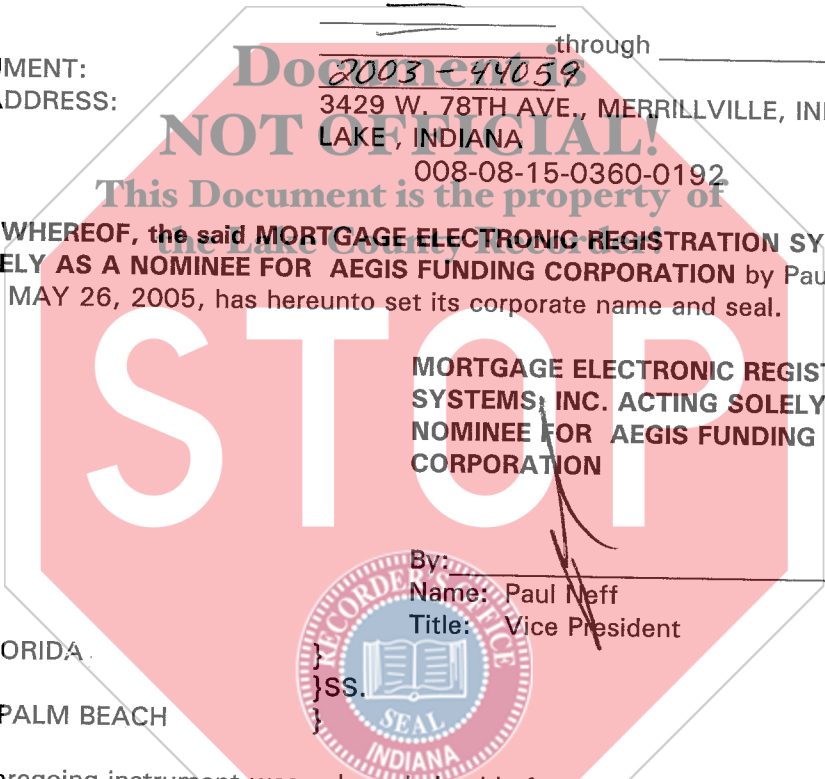 through
UMENT: 2003-44059
ADDRESS: 3429 W. 78TH AVE., MERRILLVILLE, IN
LAKE , INDIANA
008-08-15-0360-0192
Document is
NOT OFFICIAL!
This Document is the property of
the Lake County Recorder!
WHEREOF, the said MORTGAGE ELECTRONIC REGISTRATION SY
ELY AS A NOMINEE FOR AEGIS FUNDING CORPORATION by Pau
MAY 26, 2005, has hereunto set its corporate name and seal.
STOP
MORTGAGE ELECTRONIC REGIST
SYSTEMS, INC. ACTING SOLELY
NOMINEE FOR AEGIS FUNDING
CORPORATION
By:
Name: Paul Neff
Title: Vice President
ORIDA }
}SS.
PALM BEACH }
RECORDER'S OFFICE
SEAL
INDIANA